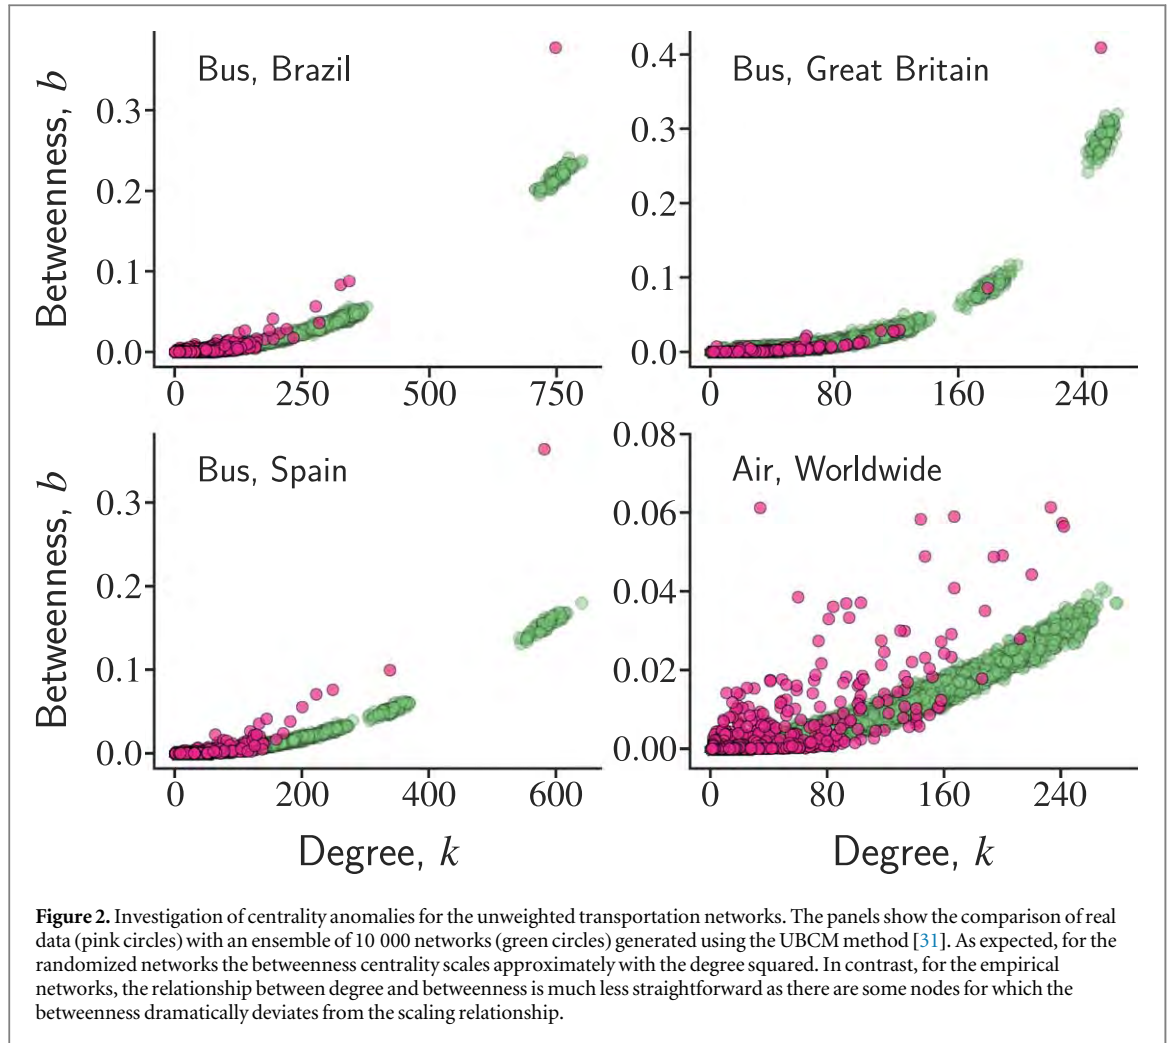 Bus, Brazil
Betweenness, b
0.3
0.2
0.1
0.0
0 250 500 750
Bus, Great Britain
0.4
0.3
0.2
0.1
0.0
0 80 160 240
Bus, Spain
Betweenness, b
0.3
0.2
0.1
0.0
0 200 400 600
Degree, k
Air, Worldwide
0.08
0.06
0.04
0.02
0.00
0 80 160 240
Degree, k
Figure 2. Investigation of centrality anomalies for the unweighted transportation networks. The panels show the comparison of real
data (pink circles) with an ensemble of 10 000 networks (green circles) generated using the UBCM method [31]. As expected, for the
randomized networks the betweenness centrality scales approximately with the degree squared. In contrast, for the empirical
networks, the relationship between degree and betweenness is much less straightforward as there are some nodes for which the
betweenness dramatically deviates from the scaling relationship.